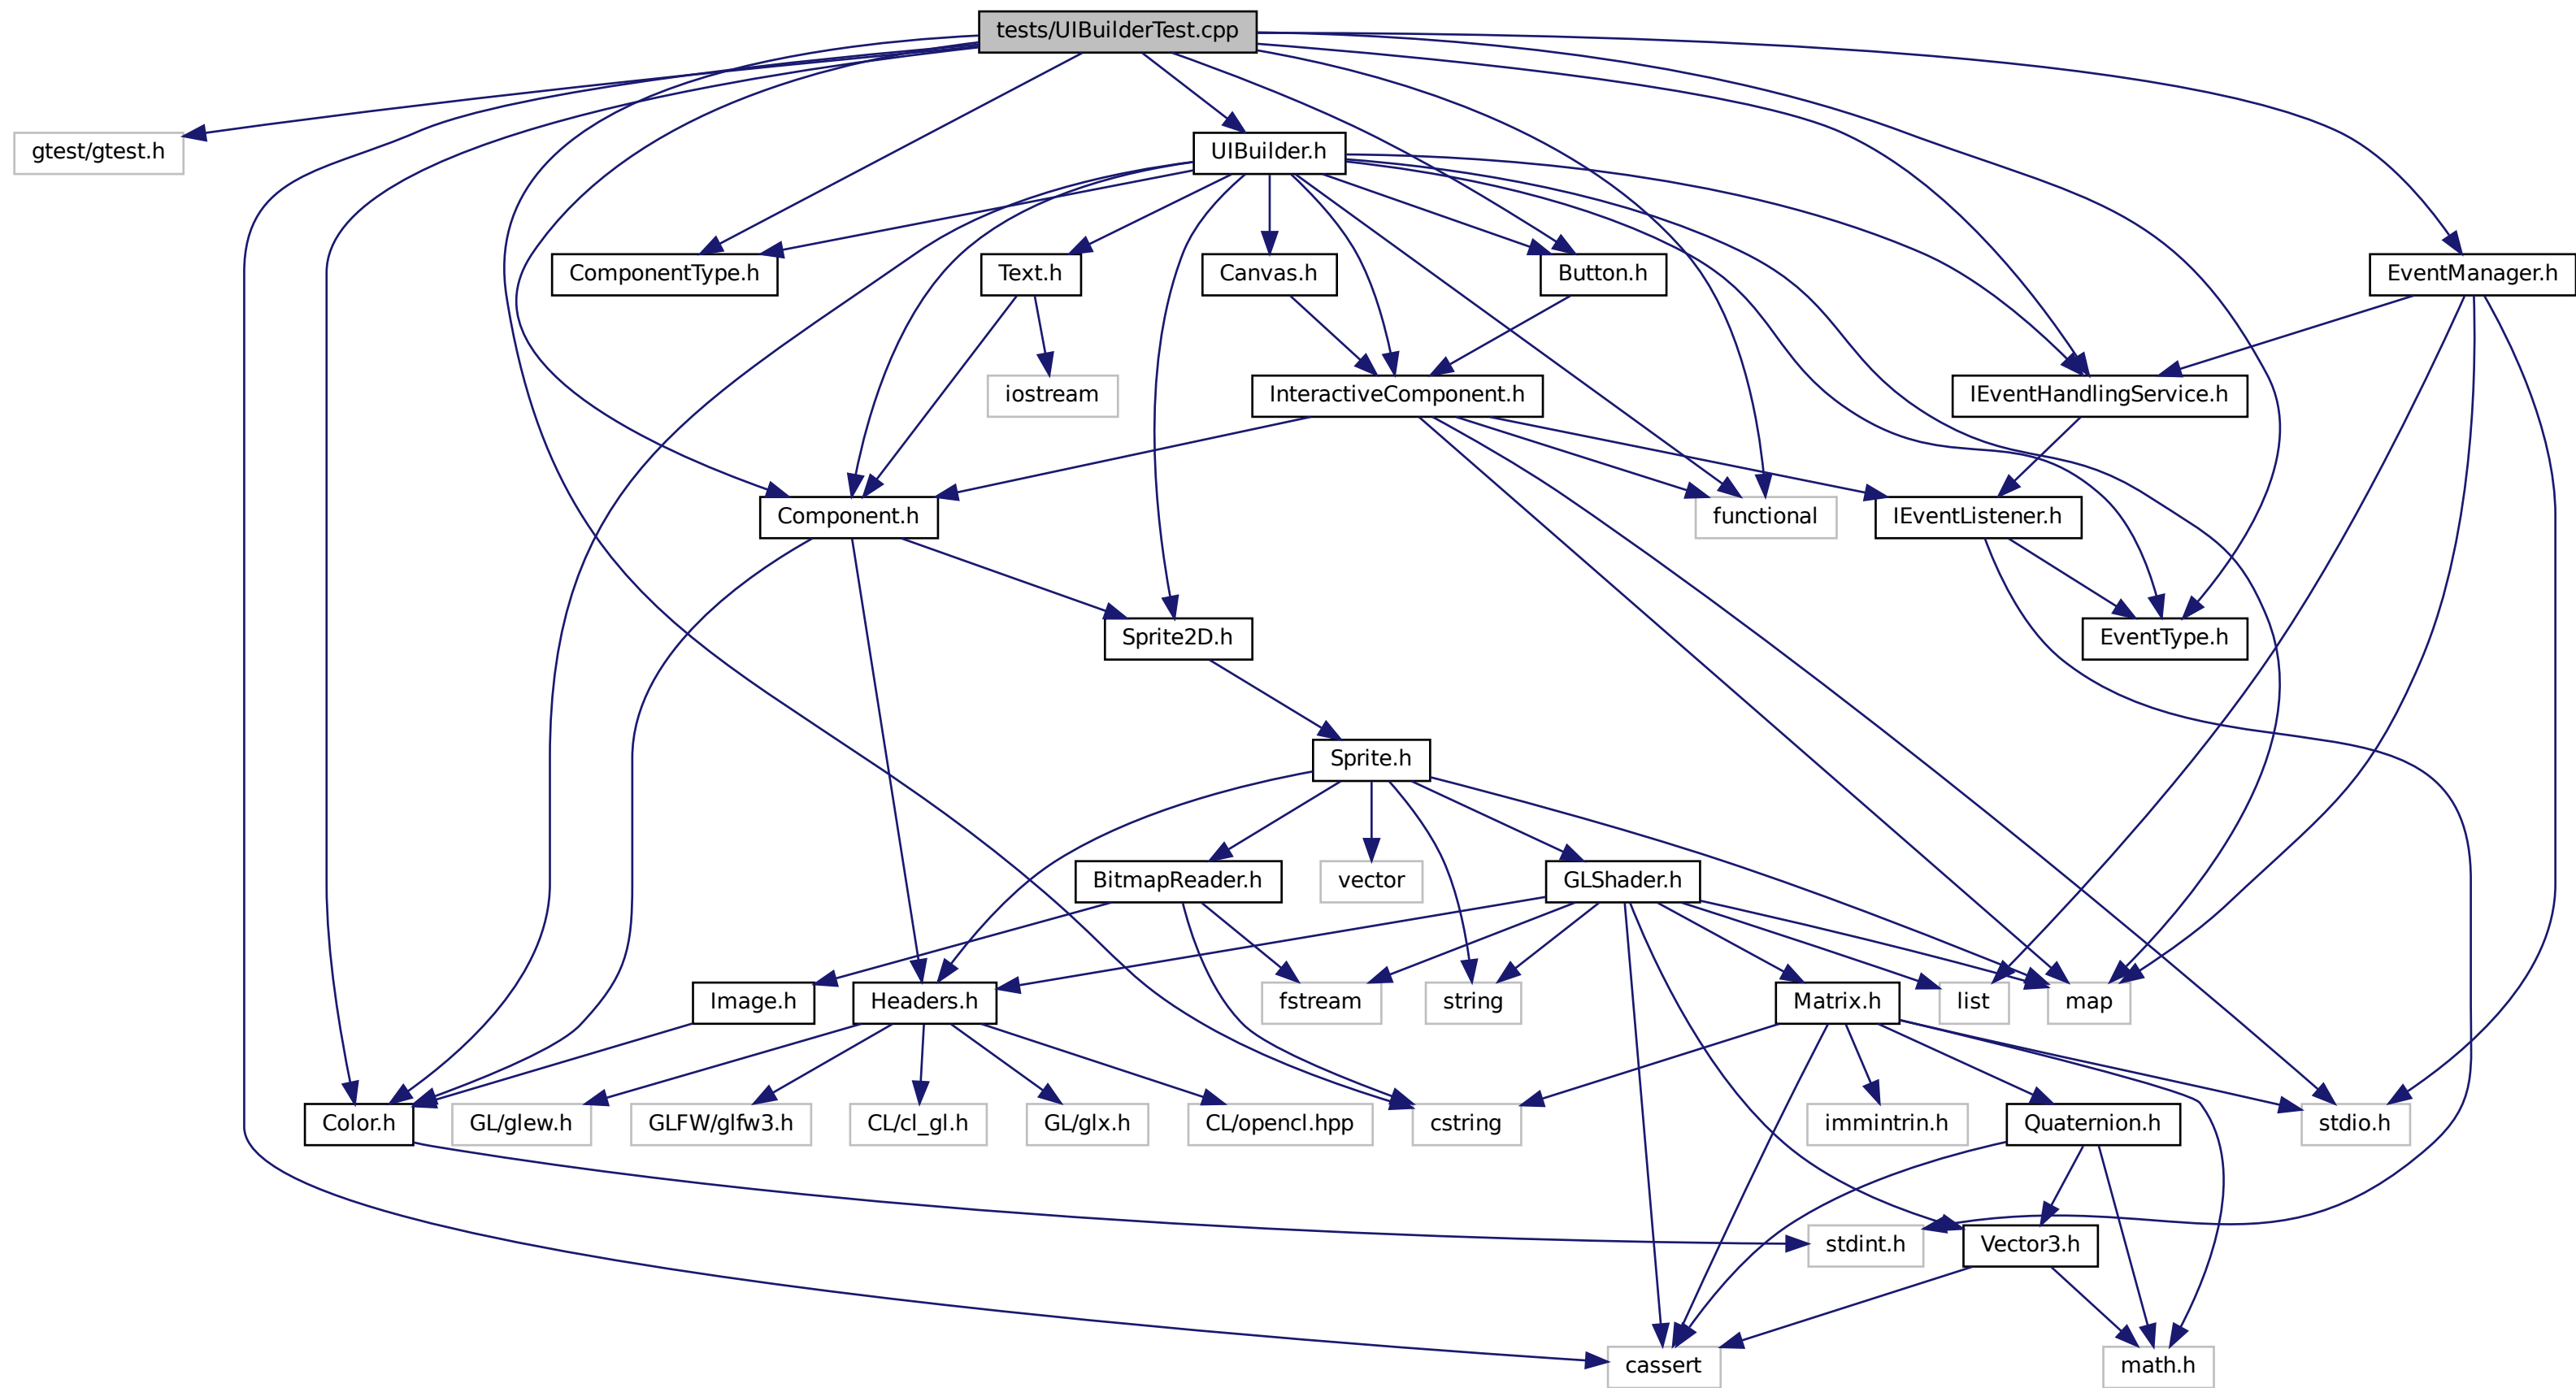 tests/UIBuilderTest.cpp
gtest/gtest.h
UIBuilder.h
ComponentType.h
Text.h
Canvas.h
Button.h
EventManager.h
iostream
InteractiveComponent.h
IEventHandlingService.h
Component.h
functional
IEventListener.h
Sprite2D.h
EventType.h
Sprite.h
BitmapReader.h
vector
GLShader.h
Image.h
Headers.h
fstream
string
Matrix.h
list
map
Color.h
GL/glew.h
GLFW/glfw3.h
CL/cl_gl.h
GL/glx.h
CL/opencl.hpp
cstring
immintrin.h
Quaternion.h
stdio.h
stdint.h
Vector3.h
cassert
math.h